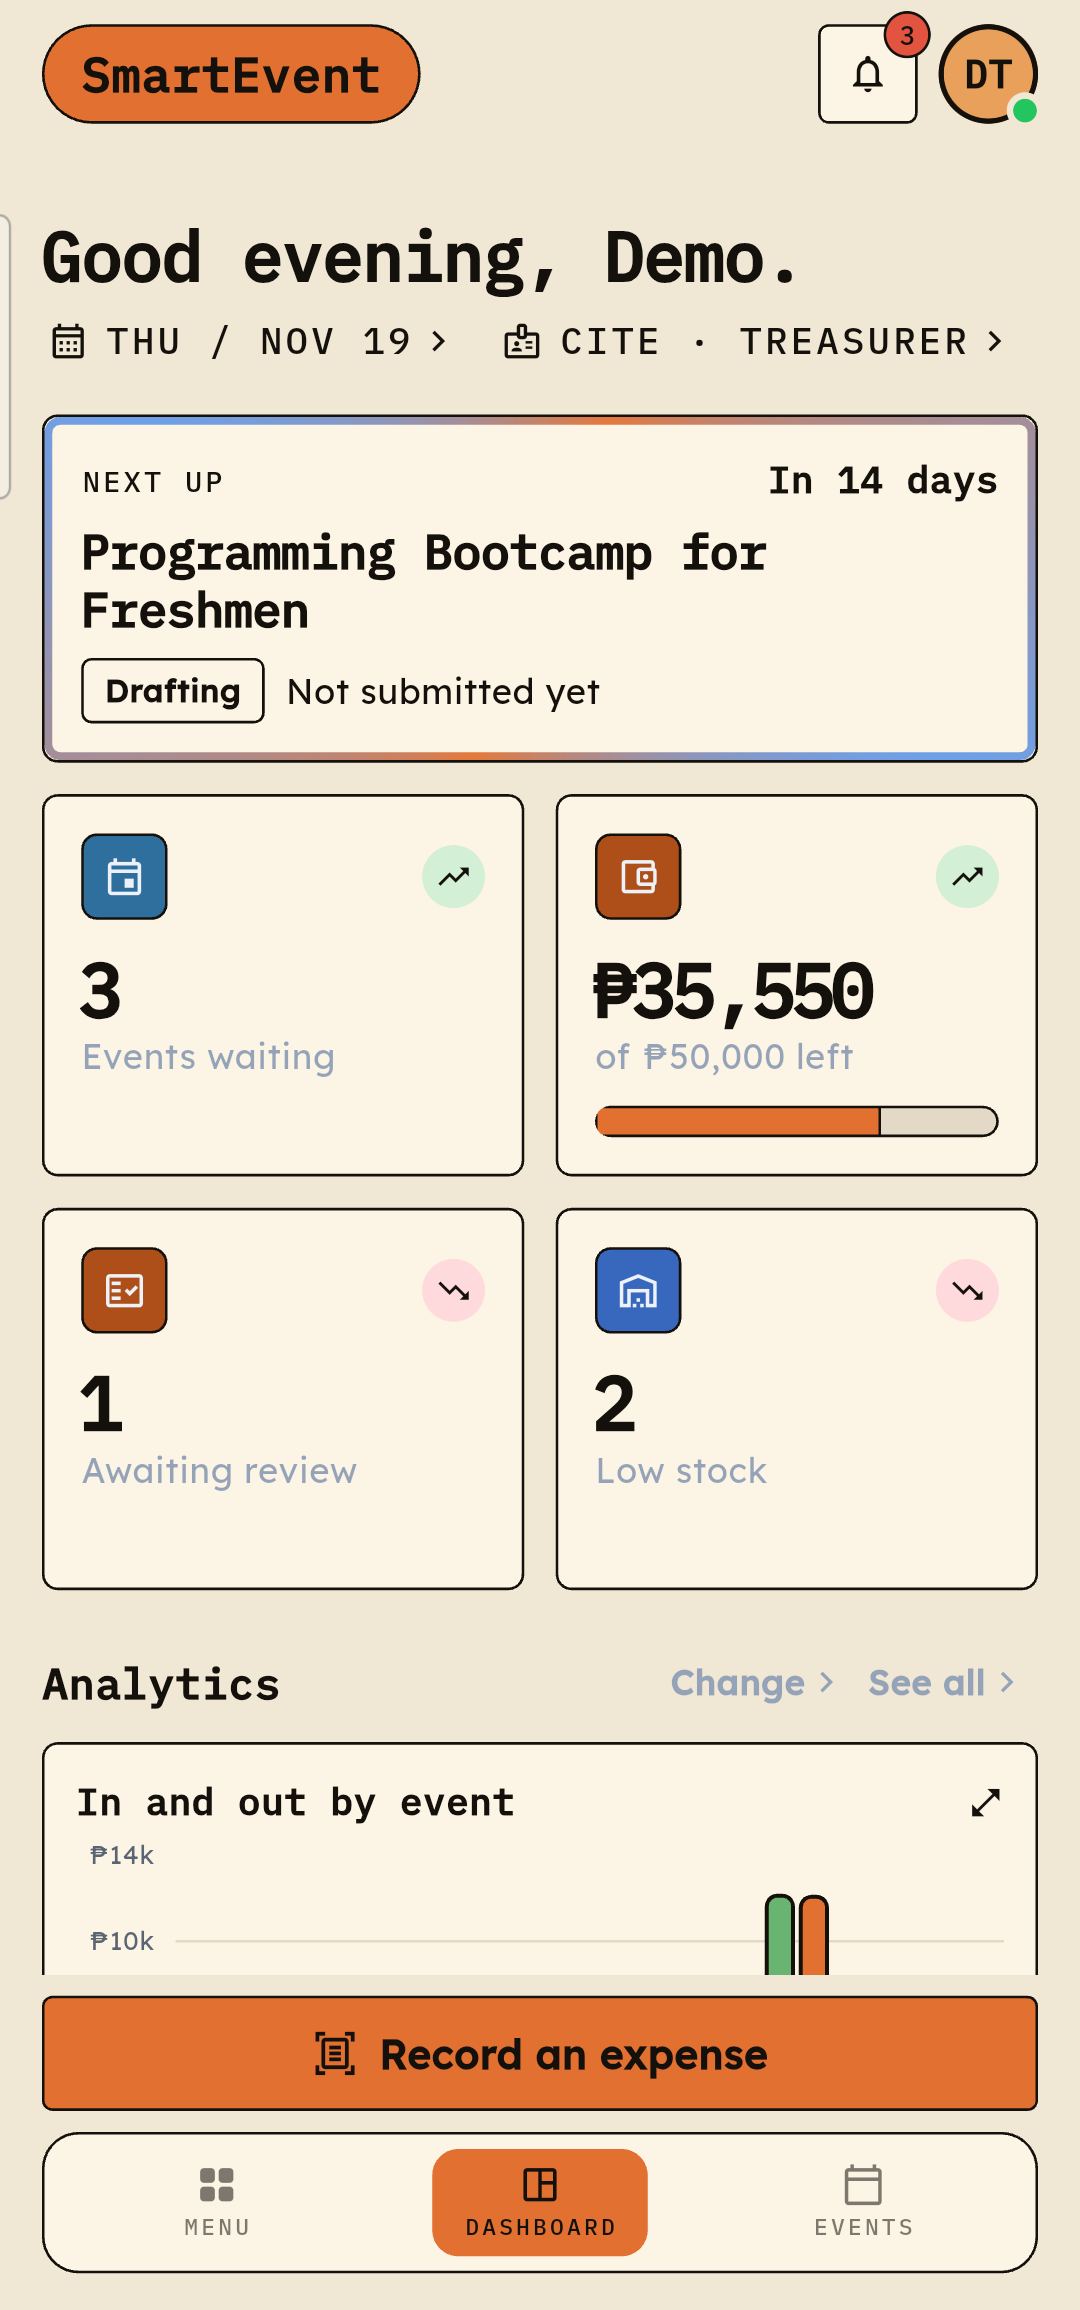 SmartEvent
3
DT
Good evening, Demo.
THU / NOV 19
CITE · TREASURER
NEXT UP
In 14 days
Programming Bootcamp for
Freshmen
Drafting
Not submitted yet
3
Events waiting
₱35,550
of ₱50,000 left
1
Awaiting review
2
Low stock
Analytics
Change
See all
In and out by event
₱14k
₱10k
Record an expense
MENU
DASHBOARD
EVENTS